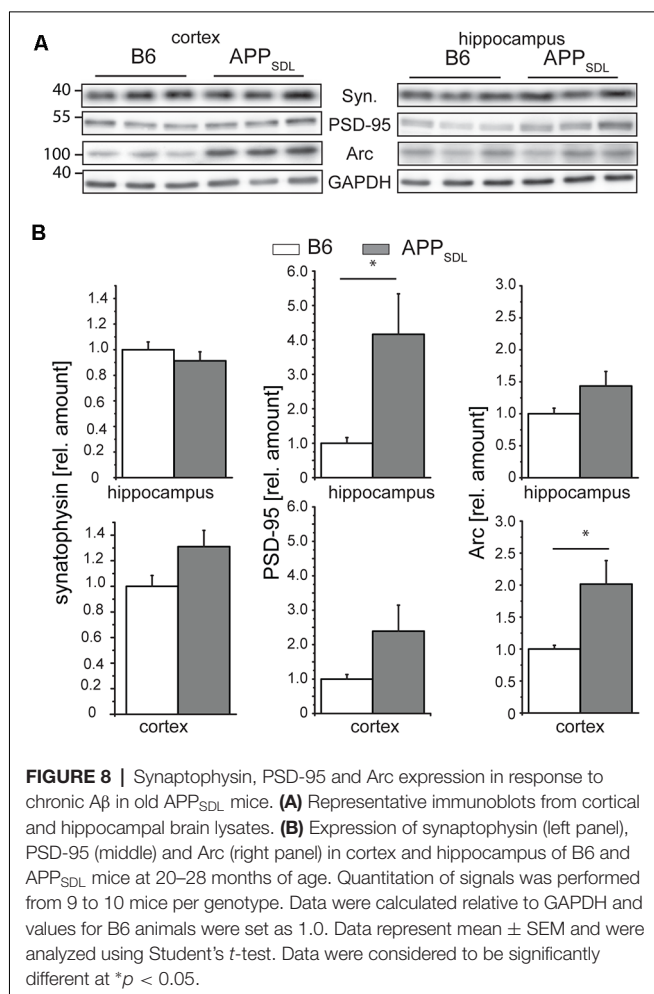 A
cortex
hippocampus
B6 APPSDL
B6 APPSDL
40
Syn.
55
PSD-95
100
Arc
40
GAPDH
B
B6 APPSDL
synatophysin [rel. amount]
1.4
1.2
1.0
0.8
0.6
0.4
0.2
0
hippocampus
1.4
1.2
1.0
0.8
0.6
0.4
0.2
0
cortex
PSD-95 [rel. amount]
6.0
5.0
4.0
3.0
2.0
1.0
0
*
hippocampus
6.0
4.0
2.0
1.0
0
cortex
Arc [rel. amount]
3.0
2.5
2.0
1.5
1.0
0.5
0
hippocampus
3.0
2.5
2.0
1.5
1.0
0.5
0
*
cortex
FIGURE 8 | Synaptophysin, PSD-95 and Arc expression in response to
chronic Aβ in old APPSDL mice. (A) Representative immunoblots from cortical
and hippocampal brain lysates. (B) Expression of synaptophysin (left panel),
PSD-95 (middle) and Arc (right panel) in cortex and hippocampus of B6 and
APPSDL mice at 20–28 months of age. Quantitation of signals was performed
from 9 to 10 mice per genotype. Data were calculated relative to GAPDH and
values for B6 animals were set as 1.0. Data represent mean ± SEM and were
analyzed using Student's t-test. Data were considered to be significantly
different at *p < 0.05.